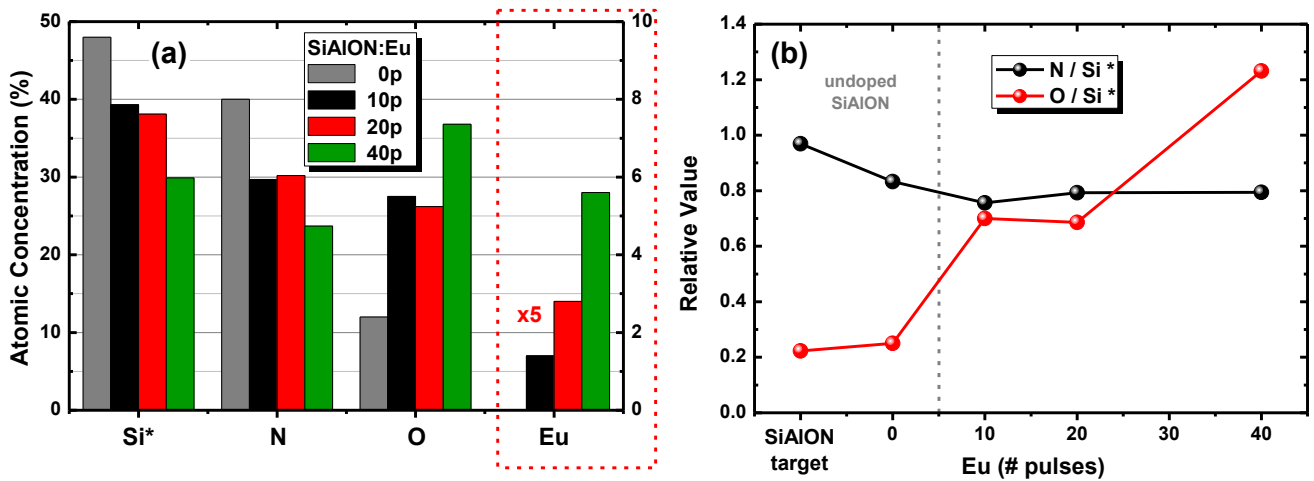 (a)
SiAlON:Eu
0p
10p
20p
40p
x5
Atomic Concentration (%)
50
40
30
20
10
0
10
8
6
4
2
0
Si*
N
O
Eu
(b)
undoped
SiAlON
N / Si *
O / Si *
Relative Value
1.4
1.2
1.0
0.8
0.6
0.4
0.2
0.0
SiAlON
target
0
10
20
30
40
Eu (# pulses)